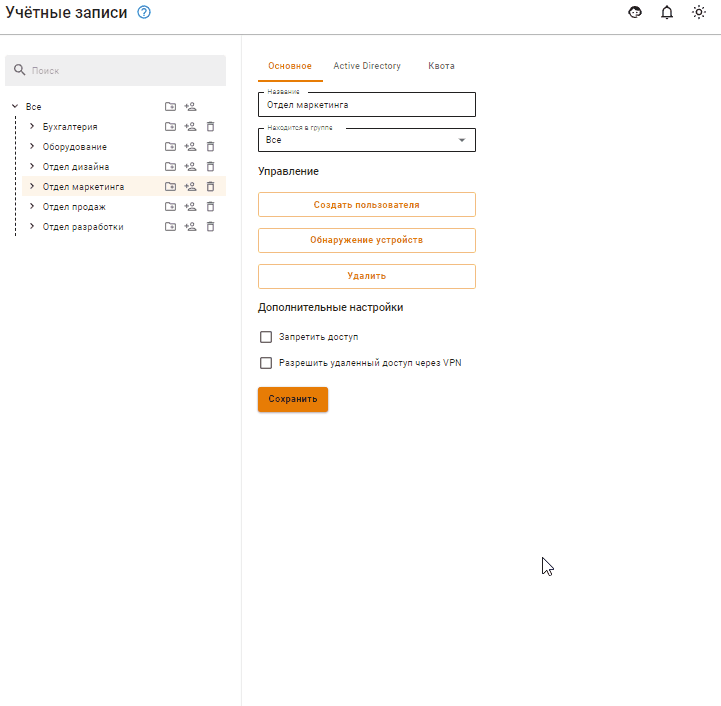 Учётные записи
Поиск
Все
Бухгалтерия
Оборудование
Отдел дизайна
Отдел маркетинга
Отдел продаж
Отдел разработки
Основное Active Directory Квота
Название
Отдел маркетинга
Находится в группе
Все
Управление
Создать пользователя
Обнаружение устройств
Удалить
Дополнительные настройки
Запретить доступ
Разрешить удаленный доступ через VPN
Сохранить